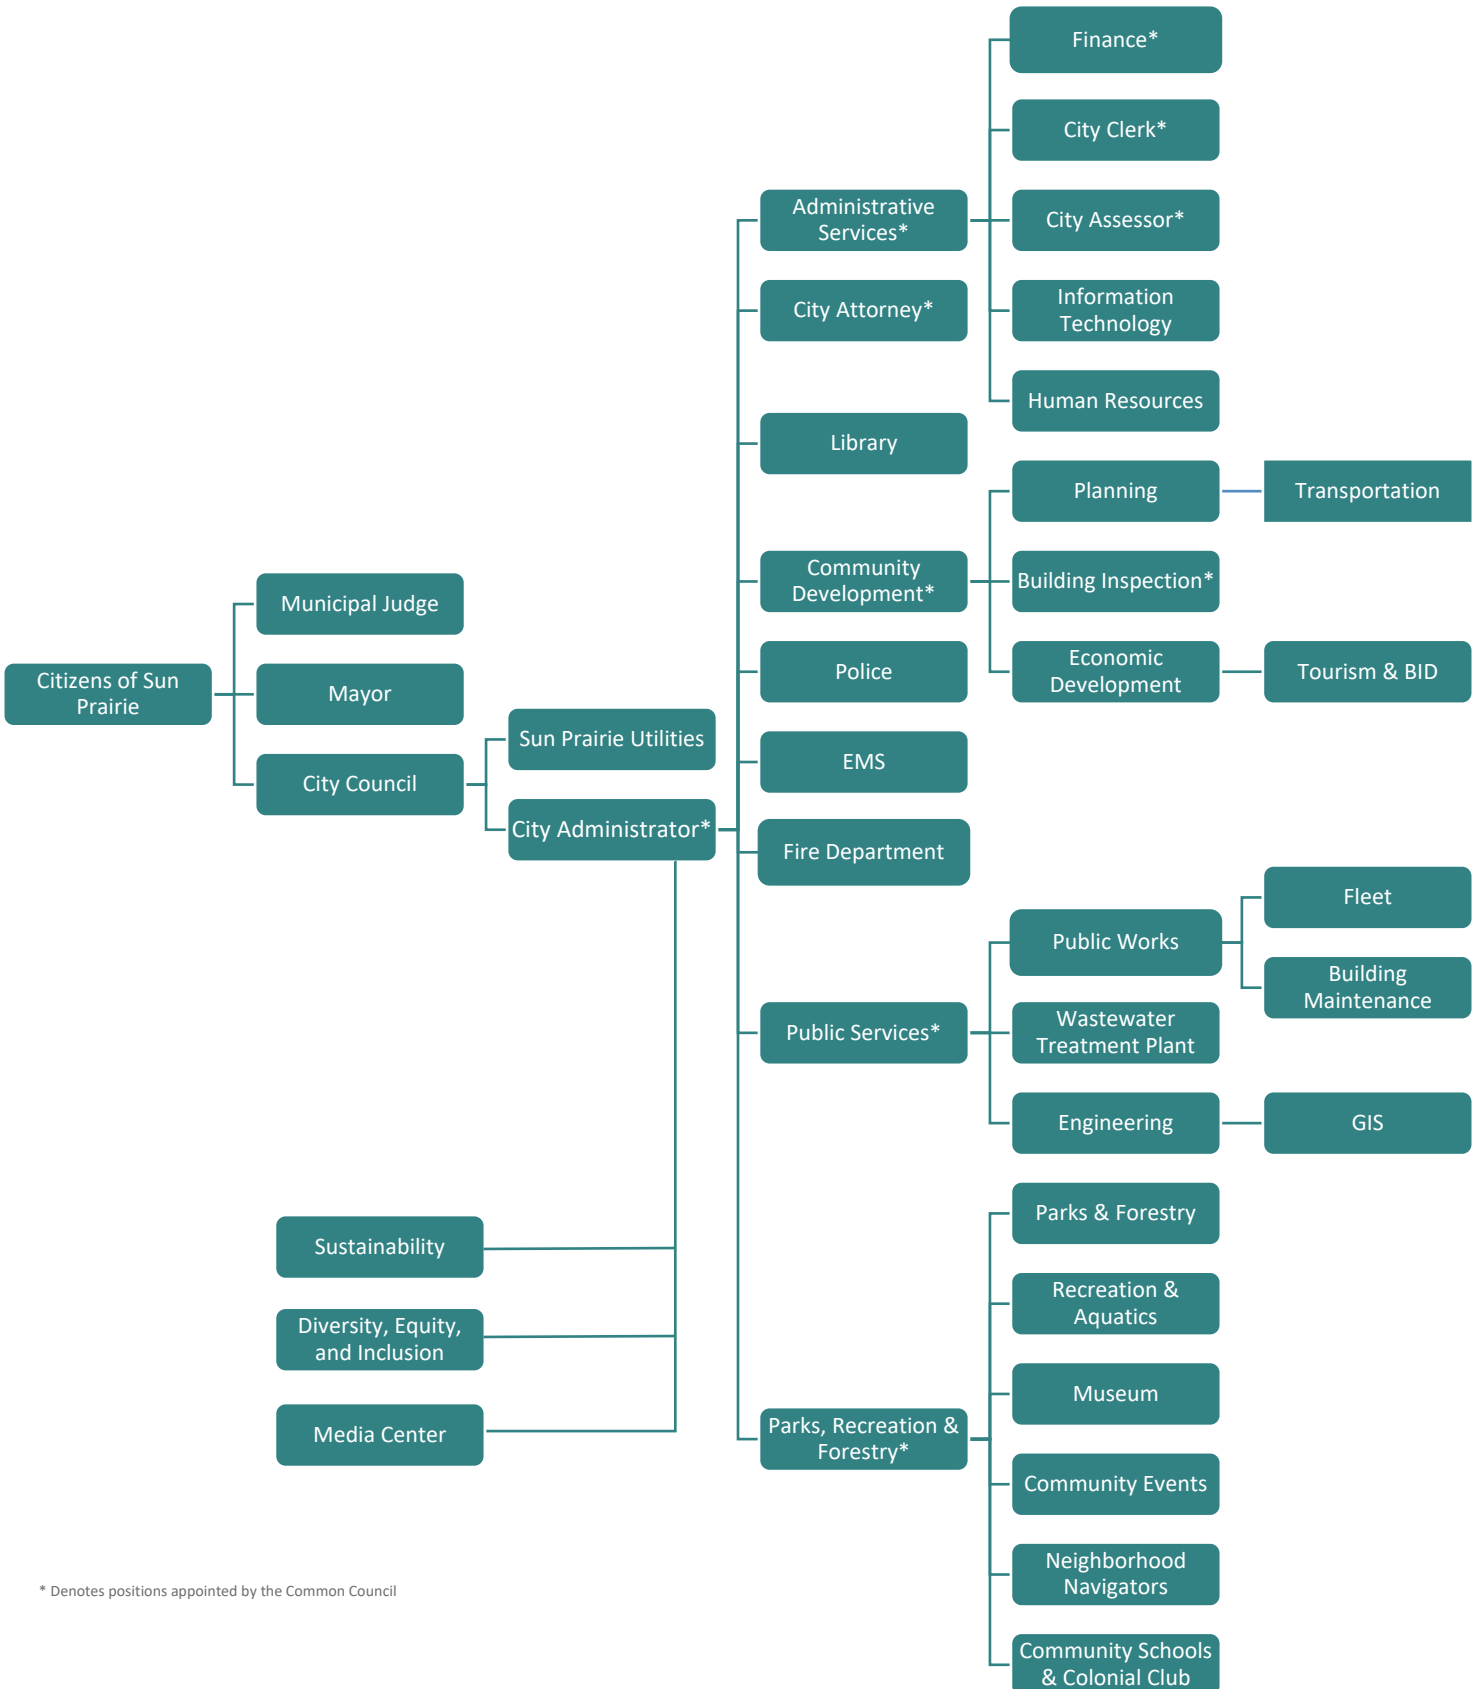 Finance*
City Clerk*
Administrative
Services*
City Assessor*
City Attorney*
Information
Technology
Human Resources
Library
Planning
Transportation
Community
Development*
Building Inspection*
Municipal Judge
Citizens of Sun
Prairie
Mayor
Police
Economic
Development
Tourism & BID
Sun Prairie Utilities
City Council
EMS
City Administrator*
Fire Department
Fleet
Public Works
Building
Maintenance
Public Services*
Wastewater
Treatment Plant
Engineering
GIS
Parks & Forestry
Sustainability
Recreation &
Aquatics
Diversity, Equity,
and Inclusion
Museum
Media Center
Parks, Recreation &
Forestry*
Community Events
Neighborhood
Navigators
* Denotes positions appointed by the Common Council
Community Schools
& Colonial Club